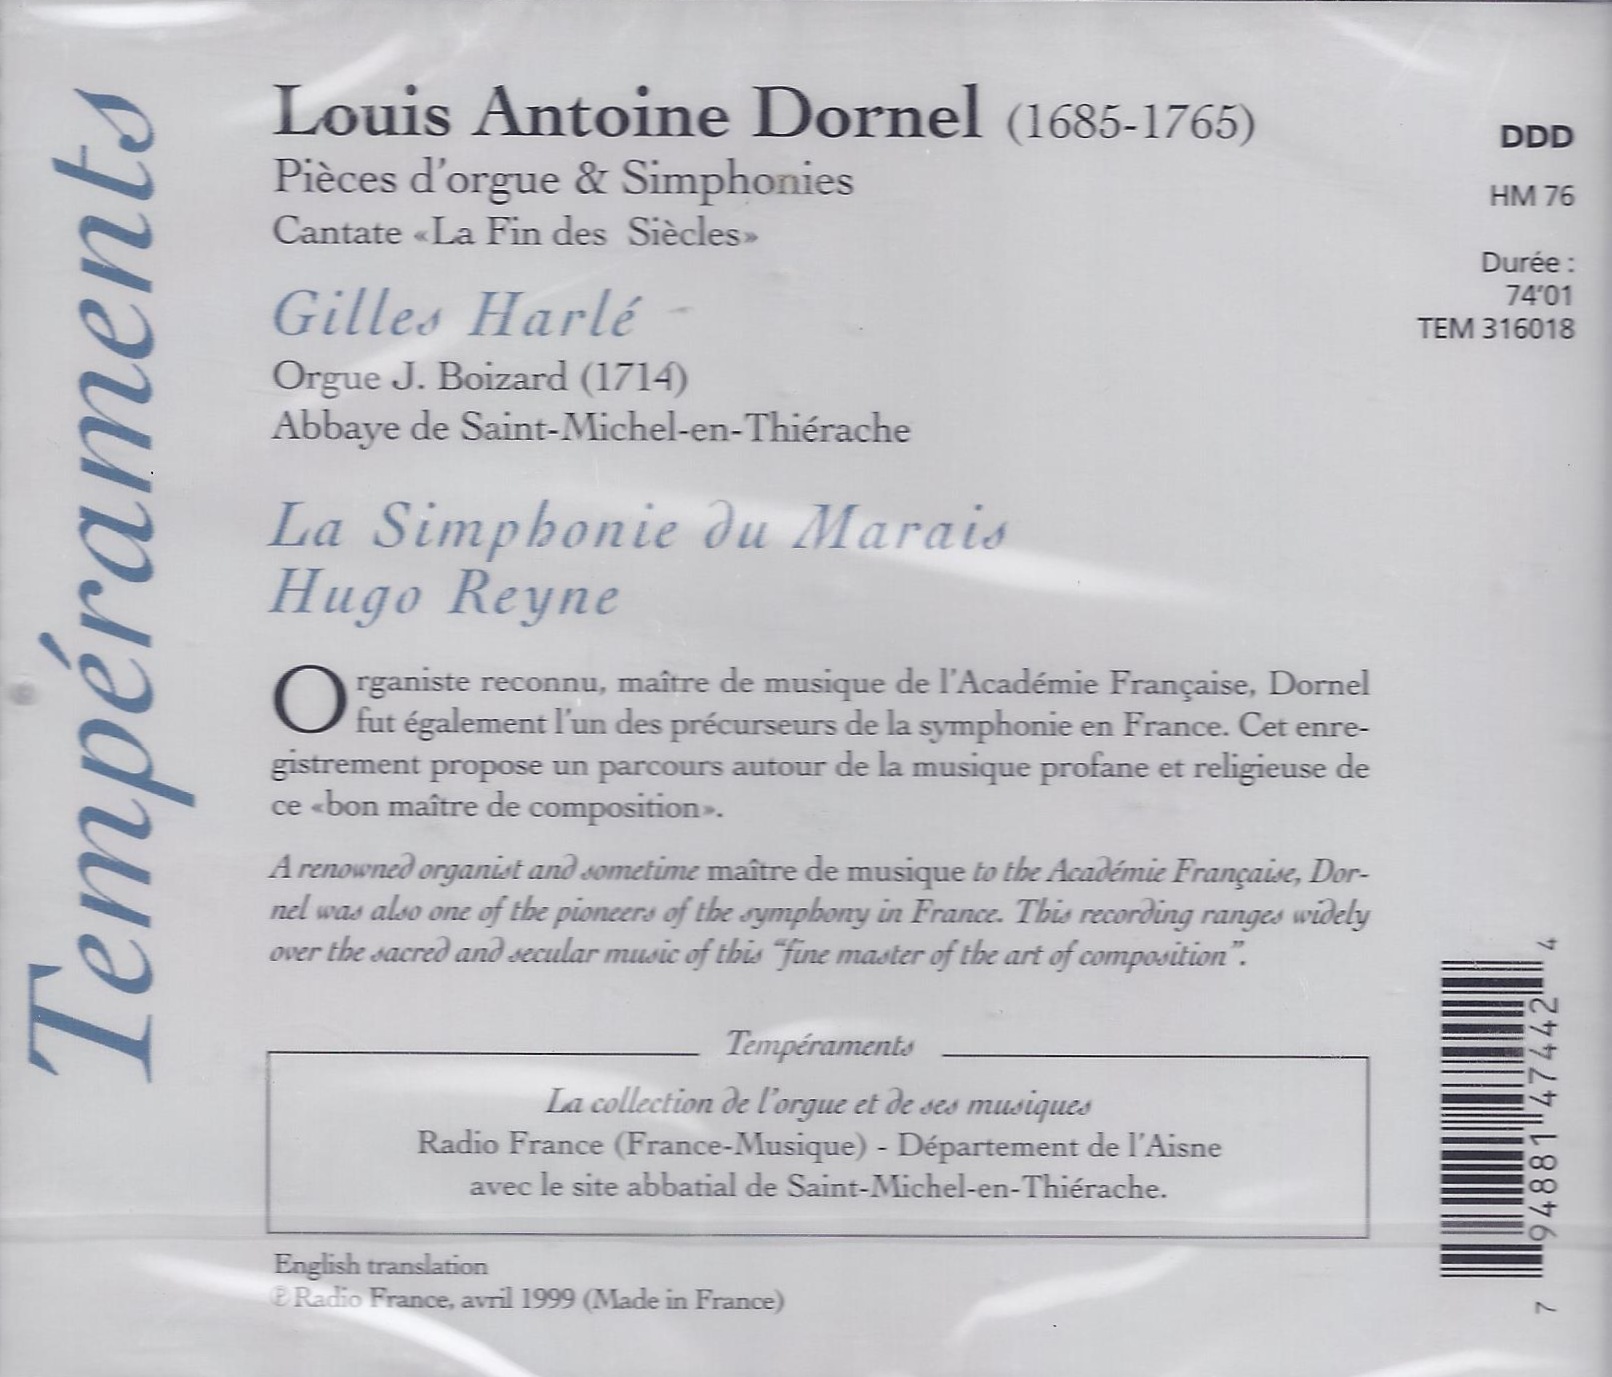 Tempéraments
Louis Antoine Dornel (1685-1765)
Pièces d'orgue & Simphonies
Cantate «La Fin des Siècles»
Gilles Harlé
Orgue J. Boizard (1714)
Abbaye de Saint-Michel-en-Thiérache
La Simphonie du Marais
Hugo Reyne
DDD
HM 76
Durée :
74'01
TEM 316018
Organiste reconnu, maître de musique de l'Académie Française, Dornel
fut également l'un des précurseurs de la symphonie en France. Cet enre-
gistrement propose un parcours autour de la musique profane et religieuse de
ce «bon maître de composition».
A renowned organist and sometime maître de musique to the Académie Française, Dor-
nel was also one of the pioneers of the symphony in France. This recording ranges widely
over the sacred and secular music of this “fine master of the art of composition”.
Tempéraments
La collection de l'orgue et de ses musiques
Radio France (France-Musique) - Département de l'Aisne
avec le site abbatial de Saint-Michel-en-Thiérache.
English translation
℗ Radio France, avril 1999 (Made in France)
7 94881 47442 4